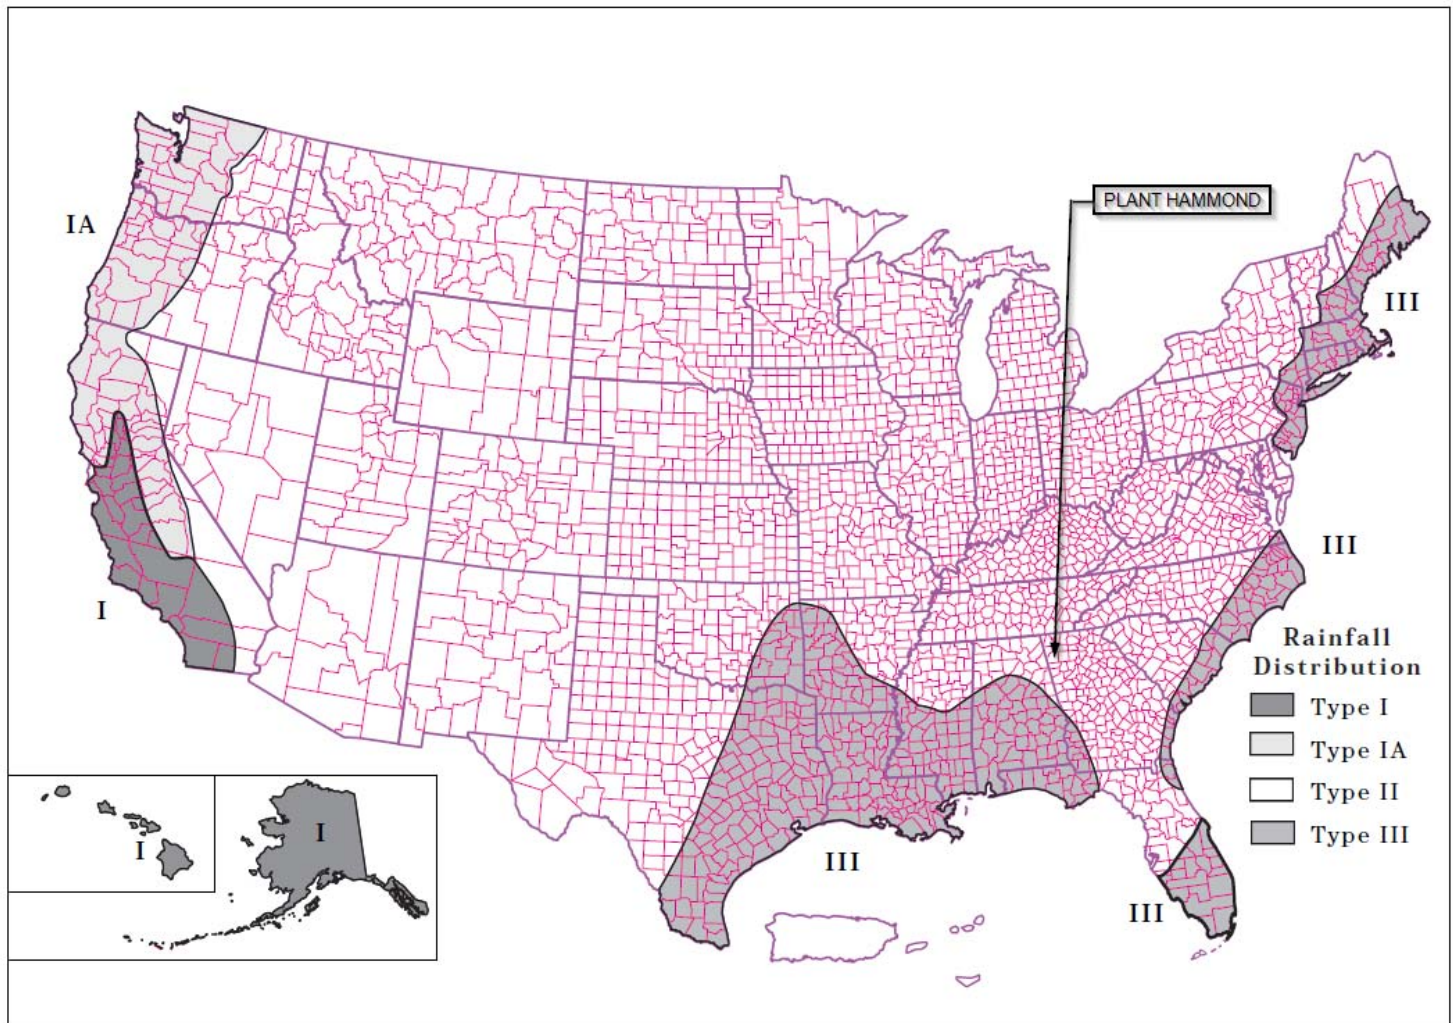 PLANT HAMMOND
IA
III
III
I
Rainfall
Distribution
Type I
Type IA
Type II
Type III
I
I
III
III